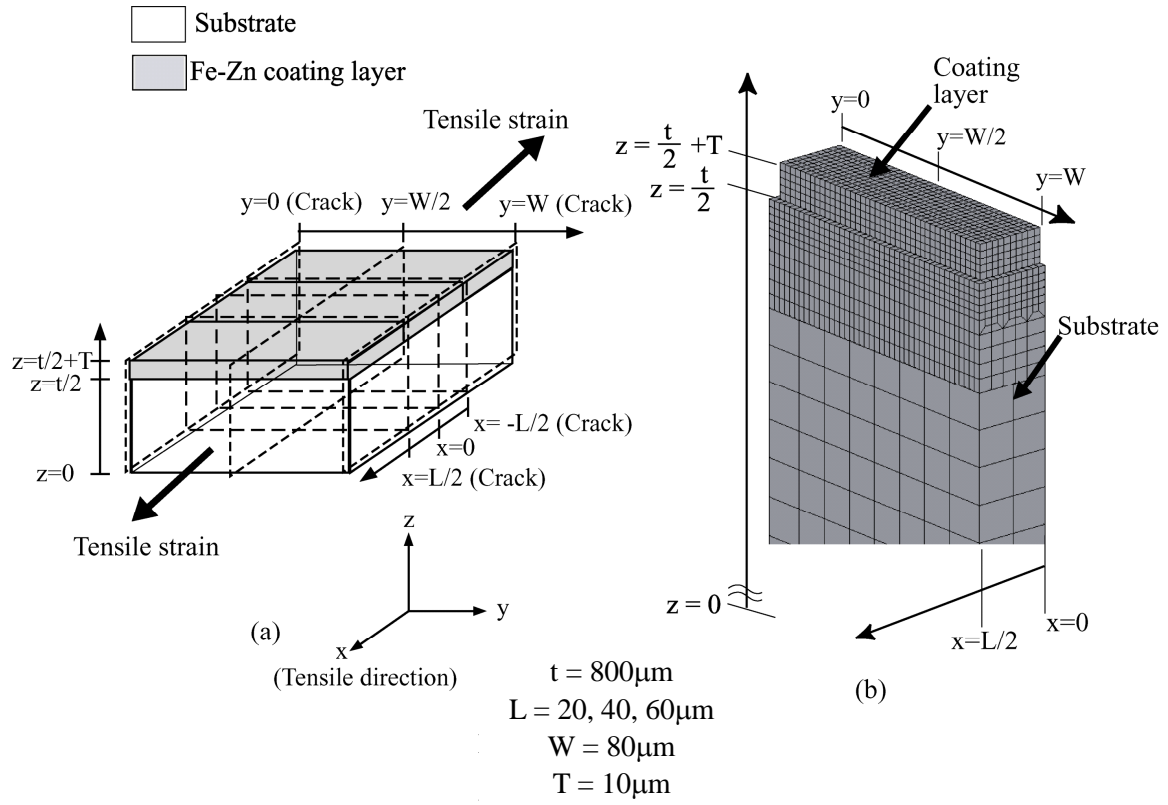 Substrate
Fe-Zn coating layer
Tensile strain
y=0 (Crack)
y=W/2
y=W (Crack)
z=t/2+T
z=t/2
z=0
x= -L/2 (Crack)
x=0
x=L/2 (Crack)
Tensile strain
z
y
x
(Tensile direction)
(a)
Coating
layer
y=0
y=W/2
y=W
z = t/2 +T
z = t/2
Substrate
z = 0
x=0
x=L/2
(b)
t = 800μm
L = 20, 40, 60μm
W = 80μm
T = 10μm